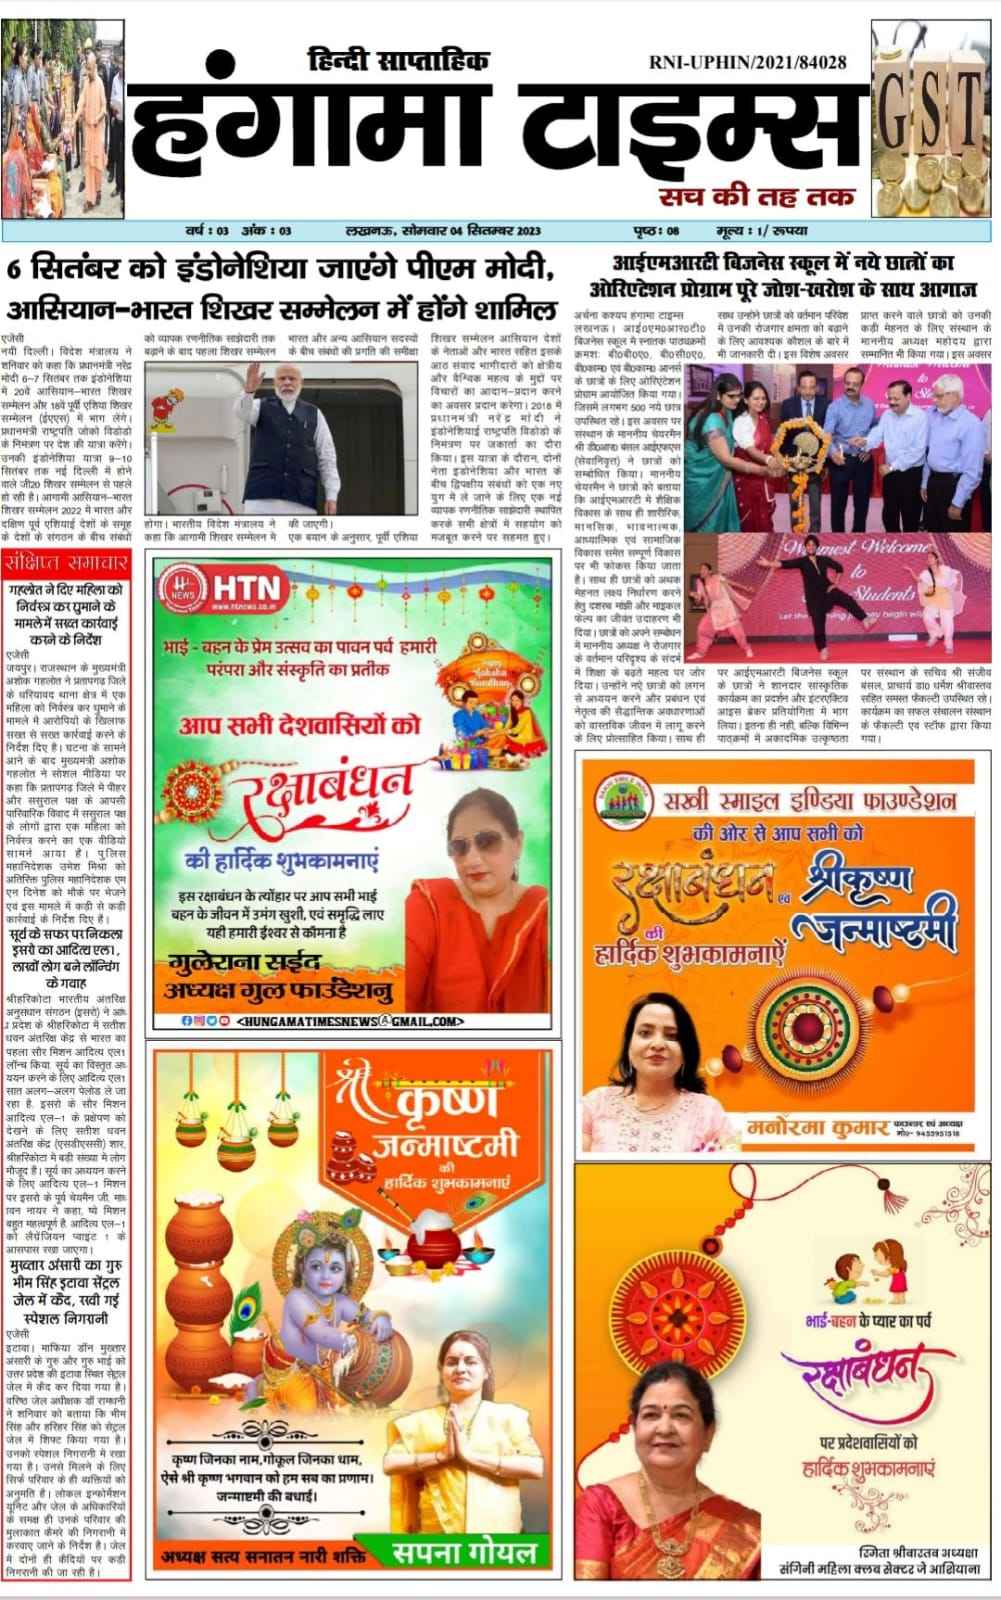 हिन्दी साप्ताहिक
RNI-UPHIN/2021/84028
हंगामा टाइम्स
सच की तह तक
GST
वर्ष : 03 अंक : 03 लखनऊ, सोमवार 04 सितम्बर 2023 पृष्ठ : 08 मूल्य : 1/ रूपया
6 सितंबर को इंडोनेशिया जाएंगे पीएम मोदी,
आसियान-भारत शिखर सम्मेलन में होंगे शामिल
एजेंसी
नयी दिल्ली। विदेश मंत्रालय ने
शनिवार को कहा कि प्रधानमंत्री नरेंद्र
मोदी 6-7 सितंबर तक इंडोनेशिया
में 20वें आसियान-भारत शिखर
सम्मेलन और 18वें पूर्वी एशिया शिखर
सम्मेलन (ईएएस) में भाग लेंगे।
प्रधानमंत्री राष्ट्रपति जोको विडोडो
के निमंत्रण पर देश की यात्रा करेंगे।
उनकी इंडोनेशिया यात्रा 9-10
सितंबर तक नई दिल्ली में होने
वाले जी20 शिखर सम्मेलन से पहले
हो रही है। आगामी आसियान-भारत
शिखर सम्मेलन 2022 में भारत और
दक्षिण पूर्व एशियाई देशों के समूह
के देशों के संगठन के बीच संबंधों
को व्यापक रणनीतिक साझेदारी तक
बढ़ाने के बाद पहला शिखर सम्मेलन
होगा। भारतीय विदेश मंत्रालय ने
कहा कि आगामी शिखर सम्मेलन में
भारत और अन्य आसियान सदस्यों
के बीच संबंधों की प्रगति की समीक्षा
की जाएगी।
एक बयान के अनुसार, पूर्वी एशिया
शिखर सम्मेलन आसियान देशों
के नेताओं और भारत सहित इसके
आठ संवाद भागीदारों को क्षेत्रीय
और वैश्विक महत्व के मुद्दों पर
विचारों का आदान-प्रदान करने
का अवसर प्रदान करेगा। 2018 में
प्रधानमंत्री नरेंद्र मोदी ने
इंडोनेशियाई राष्ट्रपति विडोडो के
निमंत्रण पर जकार्ता का दौरा
किया। इस यात्रा के दौरान, दोनों
नेता इंडोनेशिया और भारत के
बीच द्विपक्षीय संबंधों को एक नए
युग में ले जाने के लिए एक नई
व्यापक रणनीतिक साझेदारी स्थापित
करके सभी क्षेत्रों में सहयोग को
मजबूत करने पर सहमत हुए।
आईएमआरटी बिजनेस स्कूल में नये छात्रों का
ओरिएटेशन प्रोग्राम पूरे जोश-खरोश के साथ आगाज
अर्चना कश्यप हंगामा टाइम्स
लखनऊ। आई०एम०आर०टी०
बिजनेस स्कूल में स्नातक पाठ्यक्रमों
क्रमशः बी०बी०ए०, बी०सी०ए०,
बी०काम० एवं बी०काम० आनर्स
के छात्रों के लिए ओरिएंटेशन
प्रोग्राम आयोजित किया गया।
जिसमें लगभग 500 नये छात्र
उपस्थित रहे। इस अवसर पर
संस्थान के माननीय चेयरमैन
श्री डी०आर० बंसल आईएफएस
(सेवानिवृत्त) ने छात्रों को
सम्बोधित किया। माननीय
चेयरमैन ने छात्रों को बताया
कि आईएमआरटी में शैक्षिक
विकास के साथ ही शारीरिक,
मानसिक, भावनात्मक,
आध्यात्मिक एवं सामाजिक
विकास समेत सम्पूर्ण विकास
पर भी फोकस किया जाता
है। साथ ही छात्रों को अथक
मेहनत लक्ष्य निर्धारण करने
हेतु दशरथ मांझी और माइकल
फेल्प का जीवंत उदाहरण भी
दिया। छात्रों को अपने सम्बोधन
में माननीय अध्यक्ष ने रोजगार
के वर्तमान परिदृश्य के संदर्भ
में शिक्षा के बढ़ते महत्व पर जोर
दिया। उन्होंने नऐ छात्रों को लगन
से अध्ययन करने और प्रबंधन एवं
नेतृत्व की सैद्धान्तिक अवधारणाओं
को वास्तविक जीवन में लागू करने
के लिए प्रोत्साहित किया। साथ ही
साथ उन्होंने छात्रों को वर्तमान परिवेश
में उनकी रोजगार क्षमता को बढ़ाने
के लिए आवश्यक कौशल के बारे में
भी जानकारी दी। इस विशेष अवसर
पर आईएमआरटी बिजनेस स्कूल
के छात्रों ने शानदार सांस्कृतिक
कार्यक्रम का प्रदर्शन और इंटरएक्टिव
आइस ब्रेकर प्रतियोगिता में भाग
लिया। इतना ही नहीं, बल्कि विभिन्न
पाठ्क्रमों में अकादमिक उत्कृष्ठता
प्राप्त करने वाले छात्रों को उनकी
कड़ी मेहनत के लिए संस्थान के
माननीय अध्यक्ष महोदय द्वारा
सम्मानित भी किया गया। इस अवसर
पर संस्थान के सचिव श्री संजीव
बंसल, प्राचार्य डा० धर्मेश श्रीवास्तव
सहित समस्त फैकल्टी उपस्थित रहे।
कार्यक्रम का सफल संचालन संस्थान
के फैकल्टी एवं स्टॉफ द्वारा किया
गया।
Welcome
to
Students
संक्षिप्त समाचार
गहलोत ने दिए महिला को
निर्वस्त्र कर घुमाने के
मामले में सख्त कार्रवाई
करने के निर्देश
एजेंसी
जयपुर। राजस्थान के मुख्यमंत्री
अशोक गहलोत ने प्रतापगढ़ जिले
के धरियावद थाना क्षेत्र में एक
महिला को निर्वस्त्र कर घुमाने के
मामले में आरोपियों के खिलाफ
सख्त से सख्त कार्रवाई करने के
निर्देश दिए है। घटना के सामने
आने के बाद मुख्यमंत्री अशोक
गहलोत ने सोशल मीडिया पर
कहा कि प्रतापगढ़ जिले में पीहर
और ससुराल पक्ष के आपसी
पारिवारिक विवाद में ससुराल पक्ष
के लोगों द्वारा एक महिला को
निर्वस्त्र करने का एक वीडियो
सामने आया है। पुलिस
महानिदेशक उमेश मिश्रा को
अतिरिक्त पुलिस महानिदेशक एम
एन दिनेश को मौके पर भेजने
एवं इस मामले में कड़ी से कड़ी
कार्रवाई के निर्देश दिए हैं।
सूर्य के सफर पर निकला
इसरो का आदित्य एल1,
लाखों लोग बने लॉन्चिंग
के गवाह
श्रीहरिकोटा भारतीय अंतरिक्ष
अनुसंधान संगठन (इसरो) ने आंध
्र प्रदेश के श्रीहरिकोटा में सतीश
धवन अंतरिक्ष केंद्र से भारत का
पहला सौर मिशन आदित्य एल1
लॉन्च किया. सूर्य का विस्तृत अध
ययन करने के लिए आदित्य एल1
सात अलग-अलग पेलोड ले जा
रहा है. इसरो के सौर मिशन
आदित्य एल-1 के प्रक्षेपण को
देखने के लिए सतीश धवन
अंतरिक्ष केंद्र (एसडीएससी) शार,
श्रीहरिकोटा में बड़ी संख्या में लोग
मौजूद हैं। सूर्य का अध्ययन करने
के लिए आदित्य एल-1 मिशन
पर इसरो के पूर्व चेयरमैन जी. माध
ावन नायर ने कहा, ष्ये मिशन
बहुत महत्वपूर्ण है. आदित्य एल-1
को लैग्रेंजियन प्वाइंट 1 के
आसपास रखा जाएगा।
मुख्तार अंसारी का गुरु
भीम सिंह इटावा सेंट्रल
जेल में कैद, रखी गई
स्पेशल निगरानी
एजेंसी
इटावा। माफिया डॉन मुख्तार
अंसारी के गुरु और गुरु भाई को
उत्तर प्रदेश की इटावा स्थित सेंट्रल
जेल में कैद कर दिया गया है।
वरिष्ठ जेल अधीक्षक डॉ रामधनी
ने शनिवार को बताया कि भीम
सिंह और हरिहर सिंह को सेंट्रल
जेल में शिफ्ट किया गया है।
उनको स्पेशल निगरानी में रखा
गया है। उनसे मिलने के लिए
सिर्फ परिवार के ही व्यक्तियों को
अनुमति है। लोकल इन्फोर्मेशन
यूनिट और जेल के अधिकारियों
के समक्ष ही उनके परिवार की
मुलाकात कैमरे की निगरानी में
करवाए जाने के निर्देश है। जेल
में दोनों ही कैदियों पर कड़ी
निगरानी की जा रही है।
NEWS
HTN
www.htnews.co.in
भाई - बहन के प्रेम उत्सव का पावन पर्व हमारी
परंपरा और संस्कृति का प्रतीक
Happy
Raksha
Bandhan
आप सभी देशवासियों को
रक्षाबंधन
की हार्दिक शुभकामनाएं
इस रक्षाबंधन के त्योंहार पर आप सभी भाई
बहन के जीवन में उमंग खुशी, एवं समृद्धि लाए
यही हमारी ईश्वर से कॉमना है
गुलेराना सईद
अध्यक्ष गुल फाउंडेशनु
<HUNGAMATIMESNEWS@GMAIL.COM>
सखी स्माइल इण्डिया फाउण्डेशन
की ओर से आप सभी को
रक्षाबंधन एवं श्रीकृष्ण
जन्माष्टमी
की
हार्दिक शुभकामनाऐं
मनोरमा कुमार
फाउन्डर एवं अध्यक्ष
मो०- 9455951518
श्री कृष्ण
जन्माष्टमी
की
हार्दिक शुभकामनाएं
कृष्ण जिनका नाम, गोकूल जिनका धाम,
ऐसे श्री कृष्ण भगवान को हम सब का प्रणाम।
जन्माष्टमी की बधाई।
अध्यक्ष सत्य सनातन नारी शक्ति
सपना गोयल
भाई-बहन के प्यार का पर्व
रक्षाबंधन
पर प्रदेशवासियों को
हार्दिक शुभकामनाएं
स्मिता श्रीवास्तव अध्यक्षा
संगिनी महिला क्लब सेक्टर जे आशियाना